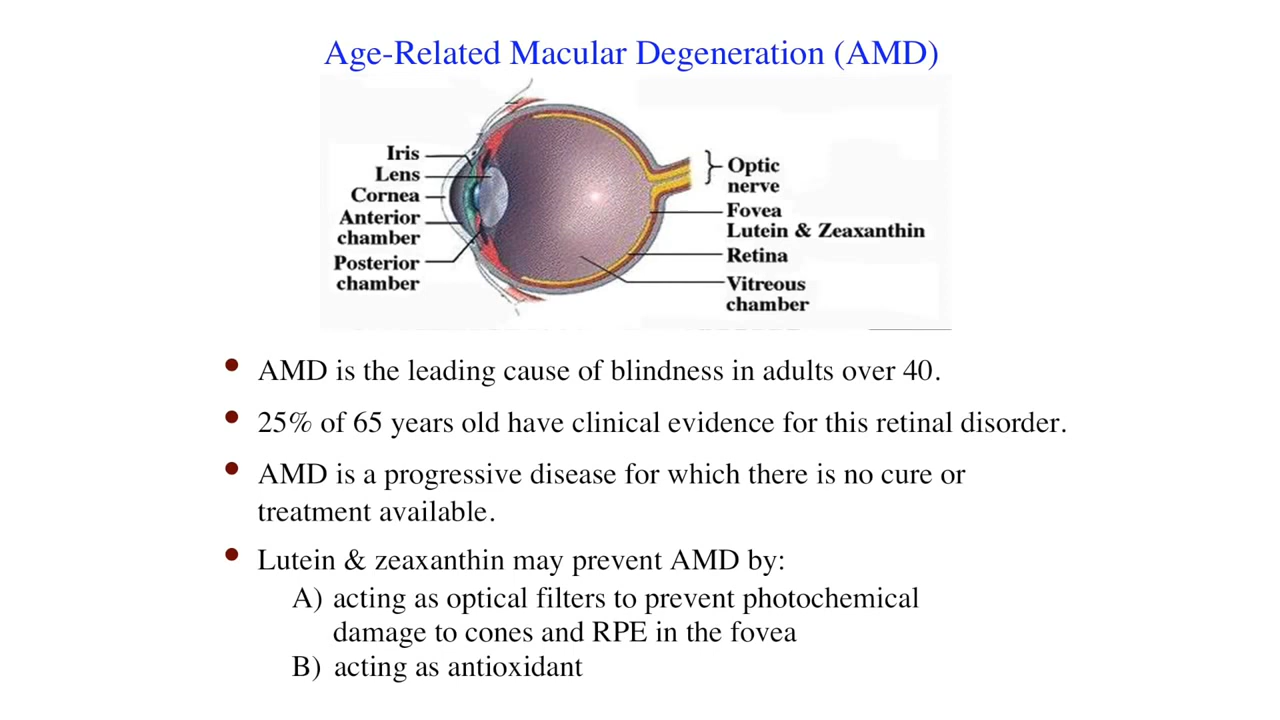 Age-Related Macular Degeneration (AMD)
Iris
Lens
Cornea
Anterior
chamber
Posterior
chamber
Optic
nerve
Fovea
Lutein & Zeaxanthin
Retina
Vitreous
chamber
• AMD is the leading cause of blindness in adults over 40.
• 25% of 65 years old have clinical evidence for this retinal disorder.
• AMD is a progressive disease for which there is no cure or
treatment available.
• Lutein & zeaxanthin may prevent AMD by:
A) acting as optical filters to prevent photochemical
damage to cones and RPE in the fovea
B) acting as antioxidant